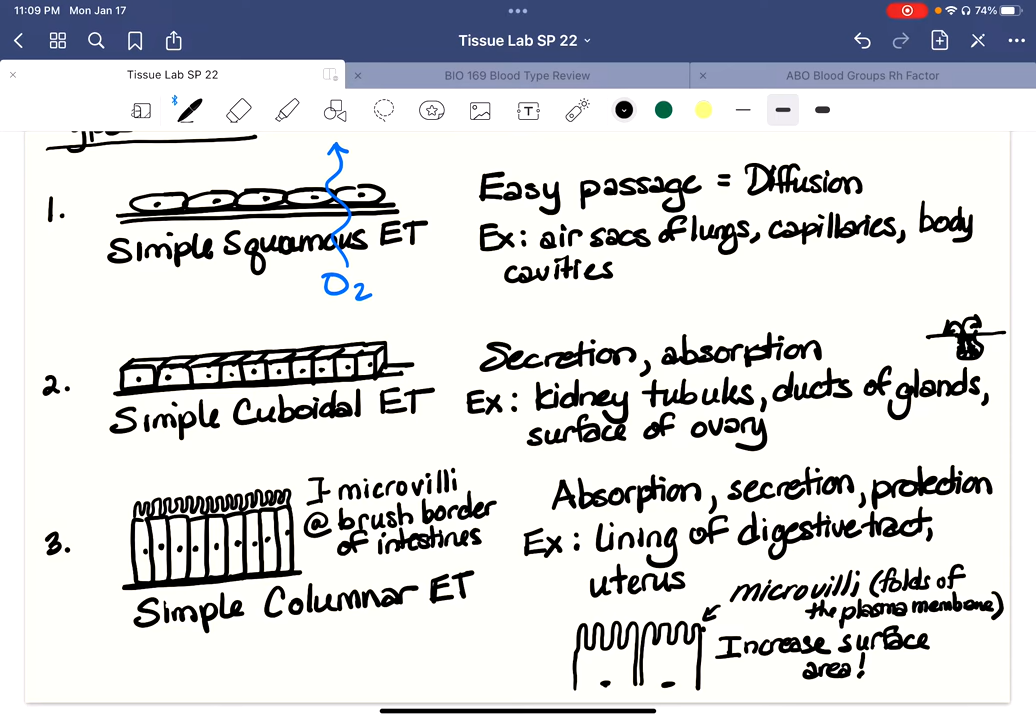 11:09 PM Mon Jan 17
74%
Tissue Lab SP 22
Tissue Lab SP 22
BIO 169 Blood Type Review
ABO Blood Groups Rh Factor
1.
Simple Squamous ET
O2
Easy passage = Diffusion
Ex: air sacs of lungs, capillaries, body
cavities
2.
Simple Cuboidal ET
Secretion, absorption
Ex: kidney tubules, ducts of glands,
surface of ovary
3.
microvilli
@ brush border
of intestines
Simple Columnar ET
Absorption, secretion, protection
Ex: lining of digestive tract,
uterus
microvilli (folds of
the plasma membrane)
Increase surface
area!